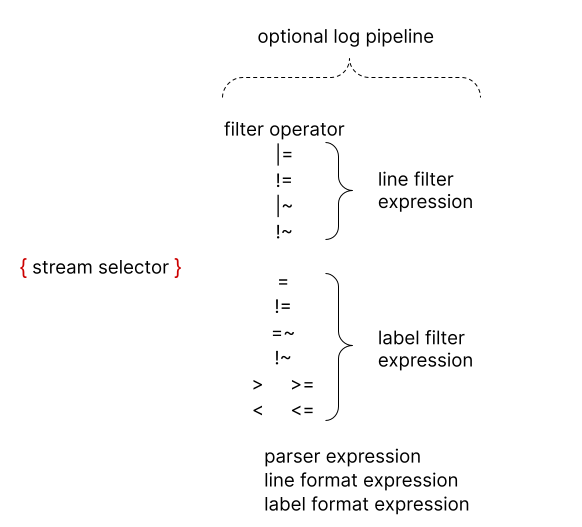 optional log pipeline
filter operator
|=
!=
|~
!~
line filter
expression
{ stream selector }
=
!=
=~
!~
> >=
< <=
label filter
expression
parser expression
line format expression
label format expression